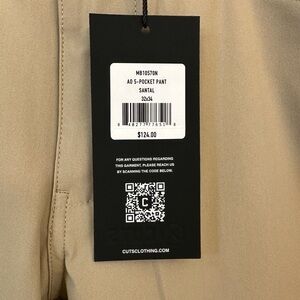 MB10570N
AO 5-POCKET PANT
SANTAL
32x34
$124.00
FOR ANY QUESTIONS REGARDING
THIS GARMENT, PLEASE REACH US
BY SCANNING THE CODE BELOW.
C
CUTSCLOTHING.COM